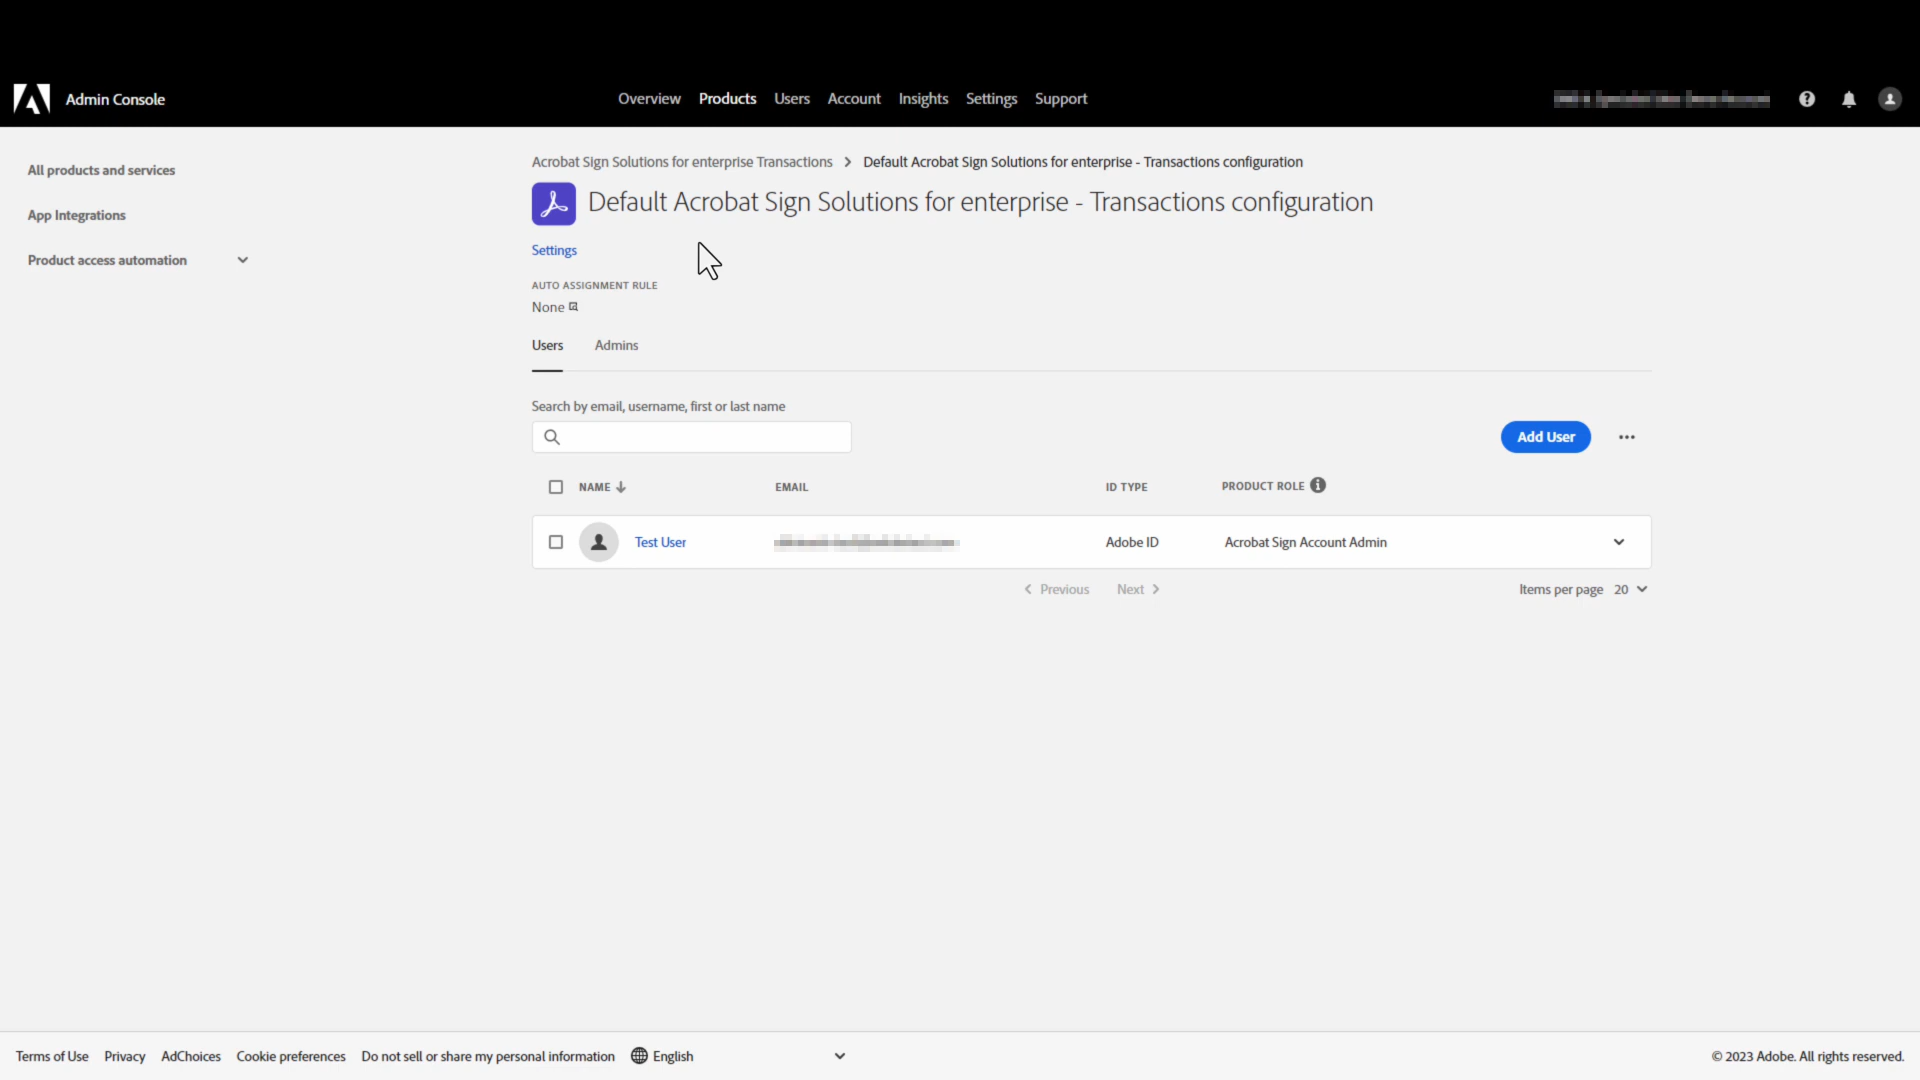 Admin Console
Overview Products Users Account Insights Settings Support
All products and services
App Integrations
Product access automation
Acrobat Sign Solutions for enterprise Transactions > Default Acrobat Sign Solutions for enterprise - Transactions configuration
Default Acrobat Sign Solutions for enterprise - Transactions configuration
Settings
AUTO ASSIGNMENT RULE
None
Users Admins
Search by email, username, first or last name
Add User
NAME EMAIL ID TYPE PRODUCT ROLE
Test User Adobe ID Acrobat Sign Account Admin
Previous Next Items per page 20
Terms of Use Privacy AdChoices Cookie preferences Do not sell or share my personal information English © 2023 Adobe. All rights reserved.